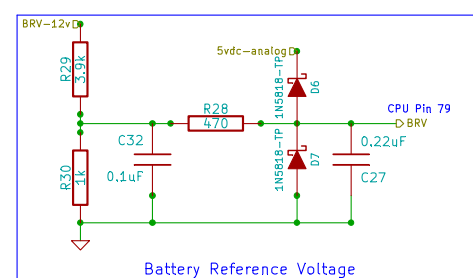 BRV-12v
R29
3.9k
5vdc-analog
1N5818-TP
D6
R28
470
CPU Pin 79
BRV
C32
0.1uF
R30
1k
1N5818-TP
D7
0.22uF
C27
Battery Reference Voltage